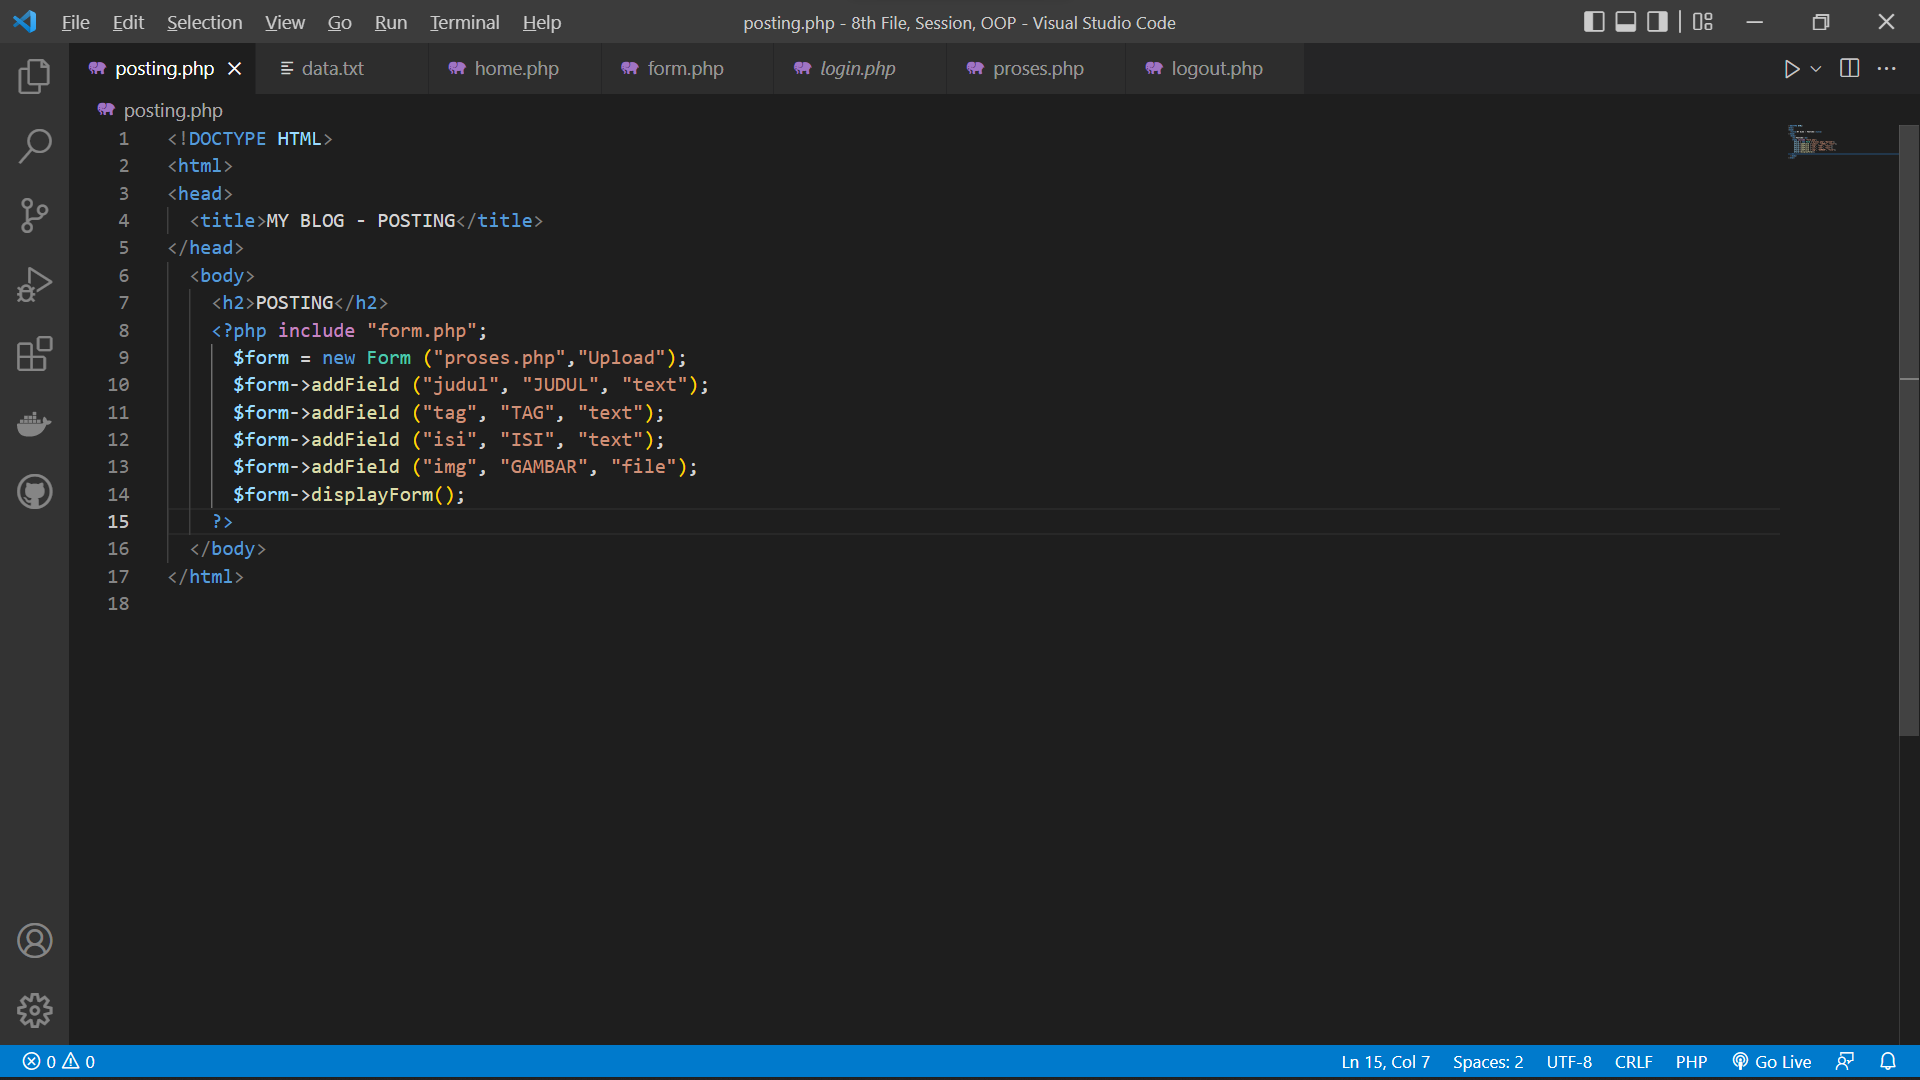 File Edit Selection View Go Run Terminal Help posting.php - 8th File, Session, OOP - Visual Studio Code
posting.php data.txt home.php form.php login.php proses.php logout.php
posting.php
1 <!DOCTYPE HTML>
2 <html>
3 <head>
4 <title>MY BLOG - POSTING</title>
5 </head>
6 <body>
7 <h2>POSTING</h2>
8 <?php include "form.php";
9 $form = new Form ("proses.php","Upload");
10 $form->addField ("judul", "JUDUL", "text");
11 $form->addField ("tag", "TAG", "text");
12 $form->addField ("isi", "ISI", "text");
13 $form->addField ("img", "GAMBAR", "file");
14 $form->displayForm();
15 ?>
16 </body>
17 </html>
18
0 0 Ln 15, Col 7 Spaces: 2 UTF-8 CRLF PHP Go Live